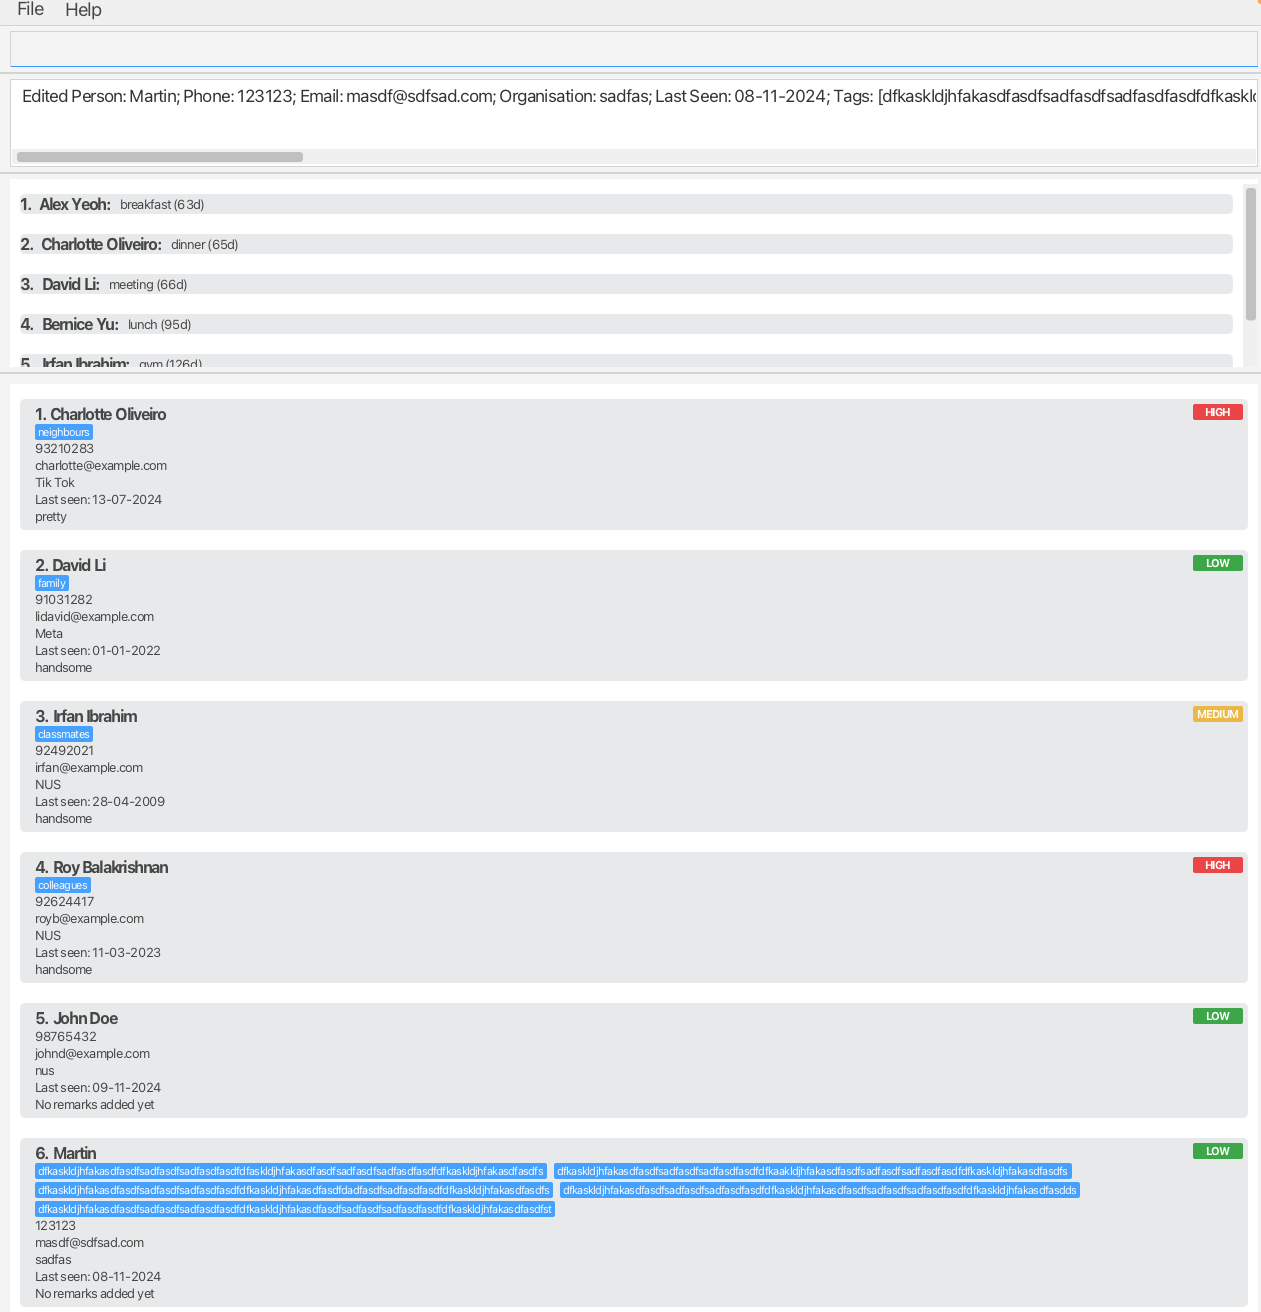 File Help
Edited Person: Martin; Phone: 123123; Email: masdf@sdfsad.com; Organisation: sadfas; Last Seen: 08-11-2024; Tags:
1. Alex Yeoh: breakfast (63d)
2. Charlotte Oliveiro: dinner (65d)
3. David Li: meeting (66d)
4. Bernice Yu: lunch (95d)
5. Irfan Ibrahim: gym (126d)
1. Charlotte Oliveiro HIGH
neighbours
93210283
charlotte@example.com
Tik Tok
Last seen: 13-07-2024
pretty
2. David Li LOW
family
91031282
lidavid@example.com
Meta
Last seen: 01-01-2022
handsome
3. Irfan Ibrahim MEDIUM
classmates
92492021
irfan@example.com
NUS
Last seen: 28-04-2009
handsome
4. Roy Balakrishnan HIGH
colleagues
92624417
royb@example.com
NUS
Last seen: 11-03-2023
handsome
5. John Doe LOW
98765432
johnd@example.com
nus
Last seen: 09-11-2024
No remarks added yet
6. Martin LOW
123123
masdf@sdfsad.com
sadfas
Last seen: 08-11-2024
No remarks added yet